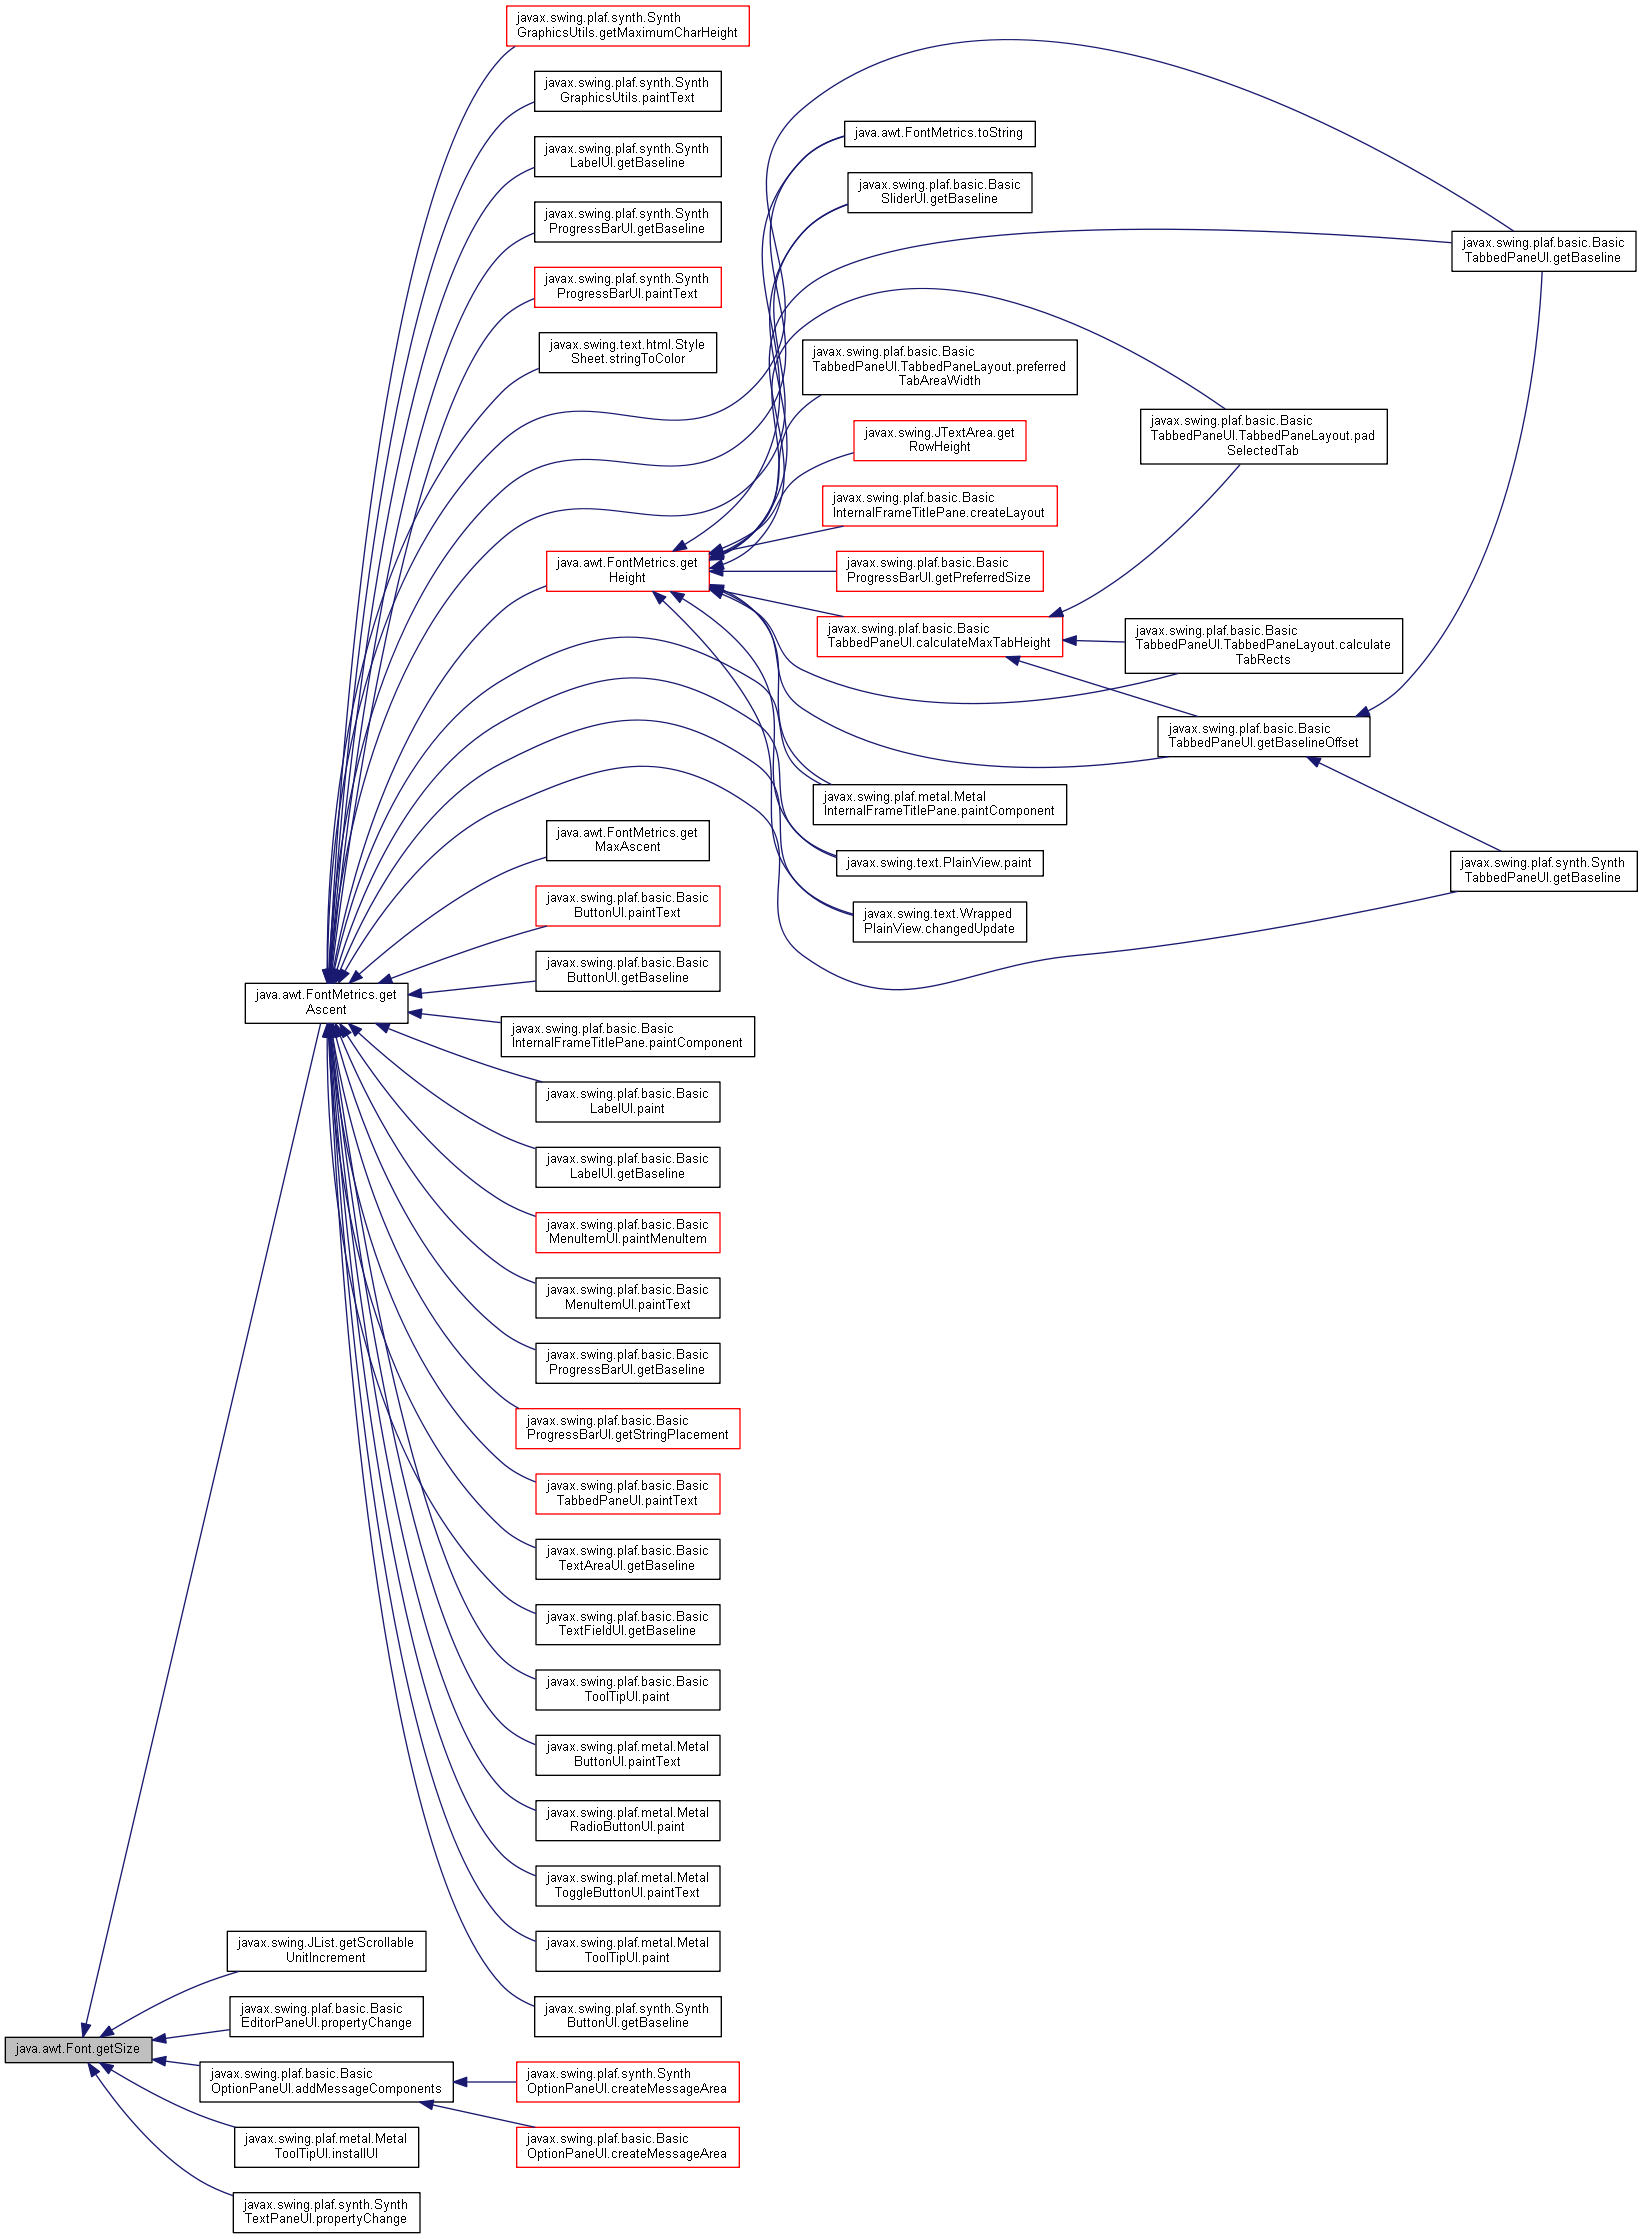 javax.swing.plaf.synth.Synth
GraphicsUtils.getMaximumCharHeight
javax.swing.plaf.synth.Synth
GraphicsUtils.paintText
javax.swing.plaf.synth.Synth
LabelUI.getBaseline
javax.swing.plaf.synth.Synth
ProgressBarUI.getBaseline
javax.swing.plaf.synth.Synth
ProgressBarUI.paintText
javax.swing.text.html.Style
Sheet.stringToColor
java.awt.FontMetrics.get
Height
java.awt.FontMetrics.toString
javax.swing.plaf.basic.Basic
SliderUI.getBaseline
javax.swing.plaf.basic.Basic
TabbedPaneUI.TabbedPaneLayout.preferred
TabAreaWidth
javax.swing.JTextArea.get
RowHeight
javax.swing.plaf.basic.Basic
InternalFrameTitlePane.createLayout
javax.swing.plaf.basic.Basic
ProgressBarUI.getPreferredSize
javax.swing.plaf.basic.Basic
TabbedPaneUI.calculateMaxTabHeight
javax.swing.plaf.metal.Metal
InternalFrameTitlePane.paintComponent
javax.swing.text.PlainView.paint
javax.swing.text.Wrapped
PlainView.changedUpdate
javax.swing.plaf.basic.Basic
TabbedPaneUI.TabbedPaneLayout.pad
SelectedTab
javax.swing.plaf.basic.Basic
TabbedPaneUI.TabbedPaneLayout.calculate
TabRects
javax.swing.plaf.basic.Basic
TabbedPaneUI.getBaselineOffset
javax.swing.plaf.basic.Basic
TabbedPaneUI.getBaseline
javax.swing.plaf.synth.Synth
TabbedPaneUI.getBaseline
java.awt.FontMetrics.get
MaxAscent
javax.swing.plaf.basic.Basic
ButtonUI.paintText
javax.swing.plaf.basic.Basic
ButtonUI.getBaseline
java.awt.FontMetrics.get
Ascent
javax.swing.plaf.basic.Basic
InternalFrameTitlePane.paintComponent
javax.swing.plaf.basic.Basic
LabelUI.paint
javax.swing.plaf.basic.Basic
LabelUI.getBaseline
javax.swing.plaf.basic.Basic
MenuItemUI.paintMenuItem
javax.swing.plaf.basic.Basic
MenuItemUI.paintText
javax.swing.plaf.basic.Basic
ProgressBarUI.getBaseline
javax.swing.plaf.basic.Basic
ProgressBarUI.getStringPlacement
javax.swing.plaf.basic.Basic
TabbedPaneUI.paintText
javax.swing.plaf.basic.Basic
TextAreaUI.getBaseline
javax.swing.plaf.basic.Basic
TextFieldUI.getBaseline
javax.swing.plaf.basic.Basic
ToolTipUI.paint
javax.swing.plaf.metal.Metal
ButtonUI.paintText
javax.swing.plaf.metal.Metal
RadioButtonUI.paint
javax.swing.plaf.metal.Metal
ToggleButtonUI.paintText
javax.swing.plaf.metal.Metal
ToolTipUI.paint
javax.swing.plaf.synth.Synth
ButtonUI.getBaseline
javax.swing.JList.getScrollable
UnitIncrement
javax.swing.plaf.basic.Basic
EditorPaneUI.propertyChange
java.awt.Font.getSize
javax.swing.plaf.basic.Basic
OptionPaneUI.addMessageComponents
javax.swing.plaf.synth.Synth
OptionPaneUI.createMessageArea
javax.swing.plaf.basic.Basic
OptionPaneUI.createMessageArea
javax.swing.plaf.metal.Metal
ToolTipUI.installUI
javax.swing.plaf.synth.Synth
TextPaneUI.propertyChange